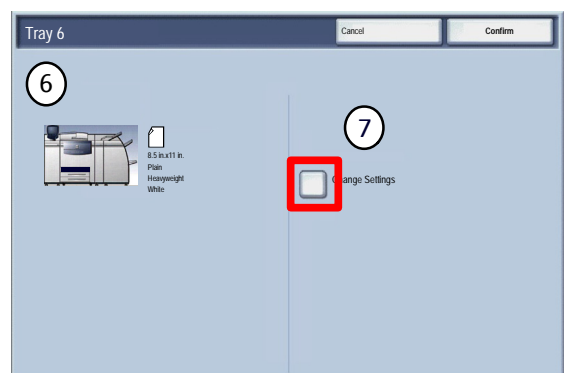 Tray 6
Cancel
Confirm
6
7
8.5 in.x11 in.
Plain
Heavyweight
White
Change Settings